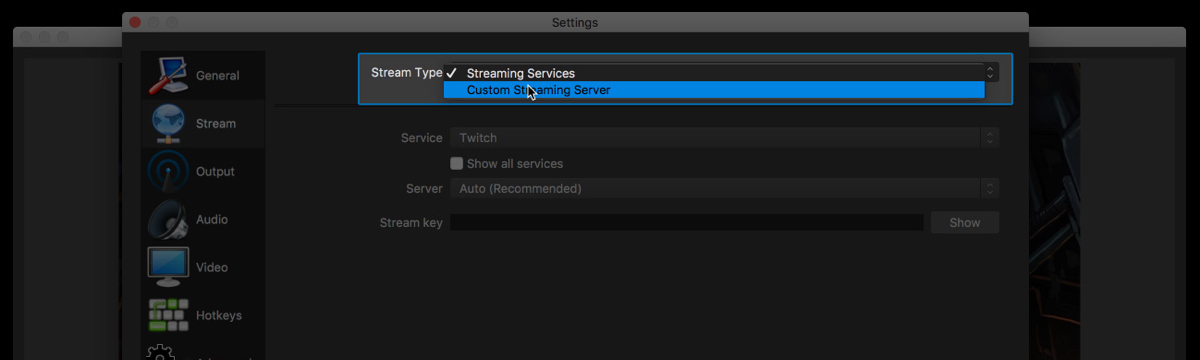 Settings
General
Stream
Output
Audio
Video
Hotkeys
Stream Type
Streaming Services
Custom Streaming Server
Service
Twitch
Show all services
Server
Auto (Recommended)
Stream key
Show